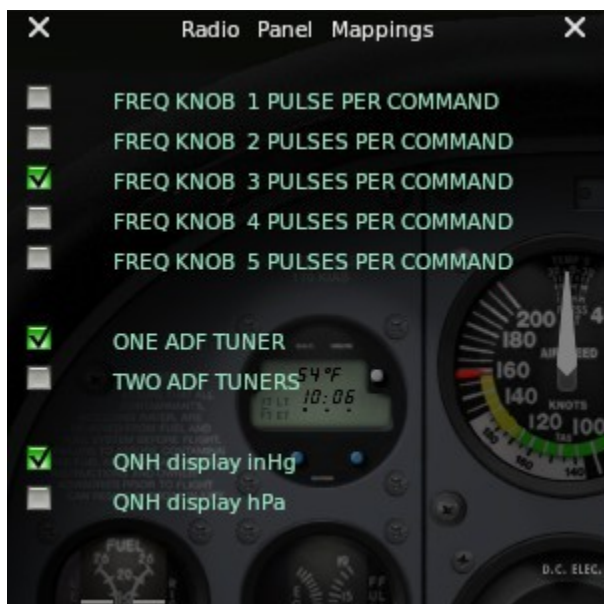 Radio Panel Mappings
FREQ KNOB 1 PULSE PER COMMAND
FREQ KNOB 2 PULSES PER COMMAND
FREQ KNOB 3 PULSES PER COMMAND
FREQ KNOB 4 PULSES PER COMMAND
FREQ KNOB 5 PULSES PER COMMAND
ONE ADF TUNER
TWO ADF TUNERS
QNH display inHg
QNH display hPa
54°F
10:06
200
180
160
140
120 100
KNOTS
TAS
FUEL
D.C. ELEC.